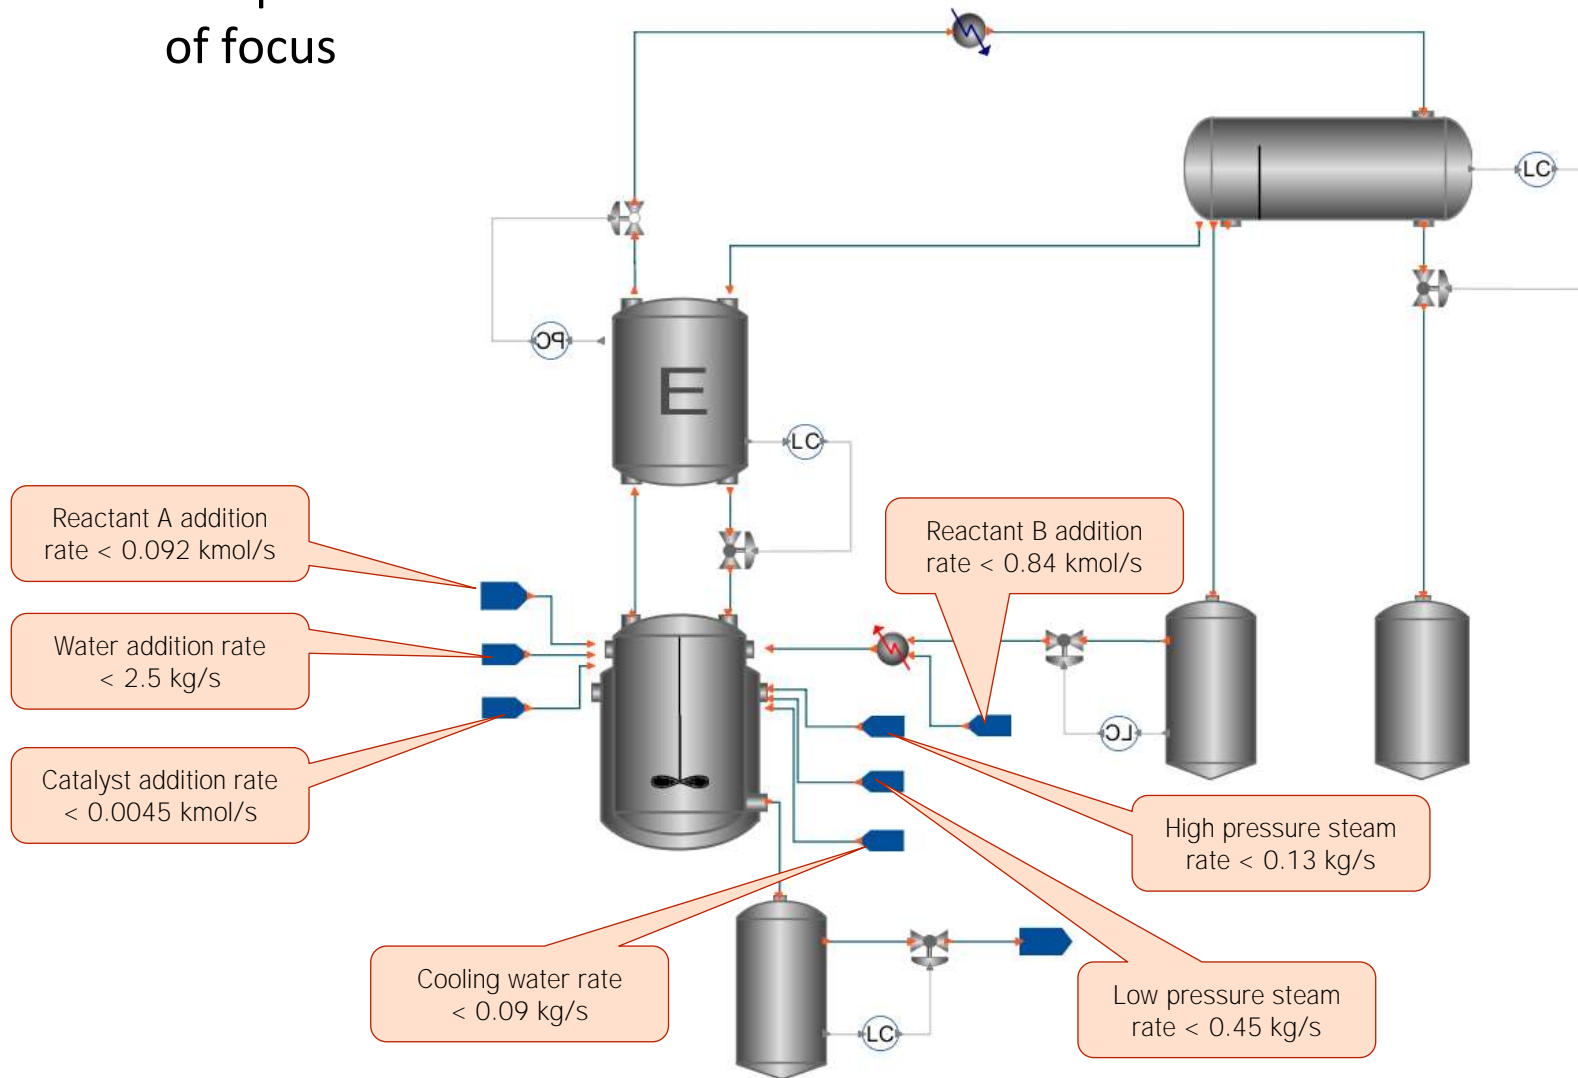 of focus
LC
PC
E
LC
Reactant A addition
rate < 0.092 kmol/s
Reactant B addition
rate < 0.84 kmol/s
Water addition rate
< 2.5 kg/s
Catalyst addition rate
< 0.0045 kmol/s
LC
High pressure steam
rate < 0.13 kg/s
Cooling water rate
< 0.09 kg/s
Low pressure steam
rate < 0.45 kg/s
LC